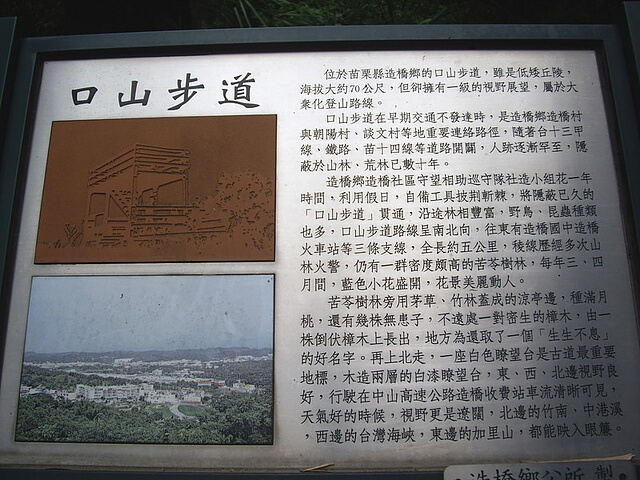 口山步道
位於苗栗縣造橋鄉的口山步道，雖是低矮丘陵，
海拔大約70公尺，但卻擁有一級的視野展望，屬於大
衆化登山路線。
口山步道在早期交通不發達時，是造橋鄉造橋村
與朝陽村、談文村等地重要連絡路徑，隨著台十三甲
線、鐵路、苗十四線等道路開闢，人跡逐漸罕至，隱
蔽於山林、荒林已數十年。
造橋鄉造橋社區守望相助巡守隊社造小組花一年
時間，利用假日，自備工具披荆斬棘，將隱蔽已久的
「口山步道」貫通，沿途林相豐富，野鳥、昆蟲種類
也多，口山步道路線呈南北向，往東有造橋國中造橋
火車站等三條支線，全長約五公里，稜線歷經多次山
林火警，仍有一群密度頗高的苦苓樹林，每年三、四
月間，藍色小花盛開，花景美麗動人。
苦苓樹林旁用茅草、竹林蓋成的涼亭邊，種滿月
桃，還有幾株無患子，不遠處一對密生的樟木，由一
株倒伏樟木上長出，地方為還取了一個「生生不息」
的好名字。再上北走，一座白色瞭望台是古道最重要
地標，木造兩層的白漆瞭望台，東、西、北邊視野良
好，行駛在中山高速公路造橋收費站車流清晰可見，
天氣好的時候，視野更是遼闊，北邊的竹南、中港溪
，西邊的台灣海峽，東邊的加里山，都能映入眼簾。
造橋鄉公所 製